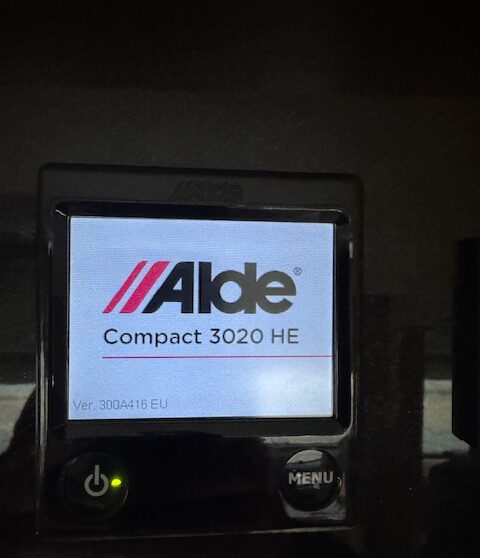 Alde
Alde®
Compact 3020 HE
Ver. 300A416 EU
MENU